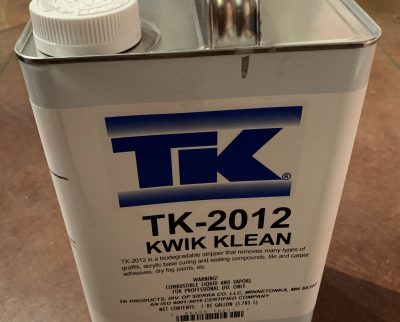 TK®
TK-2012
KWIK KLEAN
TK-2012 is a biodegradable stripper that removes many types of
graffiti, acrylic base curing and sealing compounds, tile and carpet
adhesives, dry fog paints, etc.
WARNING!
COMBUSTIBLE LIQUID AND VAPORS
FOR PROFESSIONAL USE ONLY
TK PRODUCTS, DIV. OF SIERRA CO. LLC, MINNETONKA, MN
AN ISO 9001-2015 CERTIFIED COMPANY
NET CONTENTS: 1 US GALLON (3.785 L)